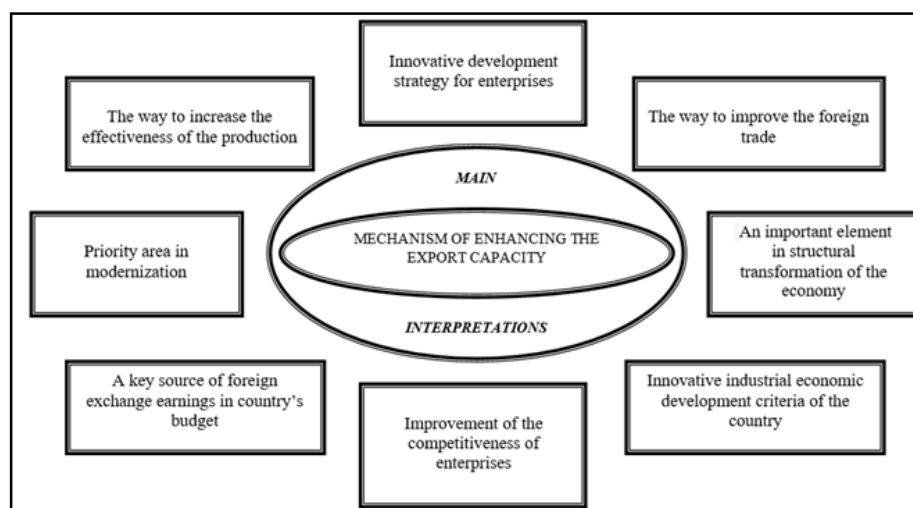 Innovative development
strategy for enterprises
The way to increase the
effectiveness of the production
The way to improve the foreign
trade
MAIN
MECHANISM OF ENHANCING THE
EXPORT CAPACITY
INTERPRETATIONS
Priority area in
modernization
An important element
in structural
transformation of the
economy
A key source of foreign
exchange earnings in country’s
budget
Improvement of the
competitiveness of
enterprises
Innovative industrial economic
development criteria of the
country